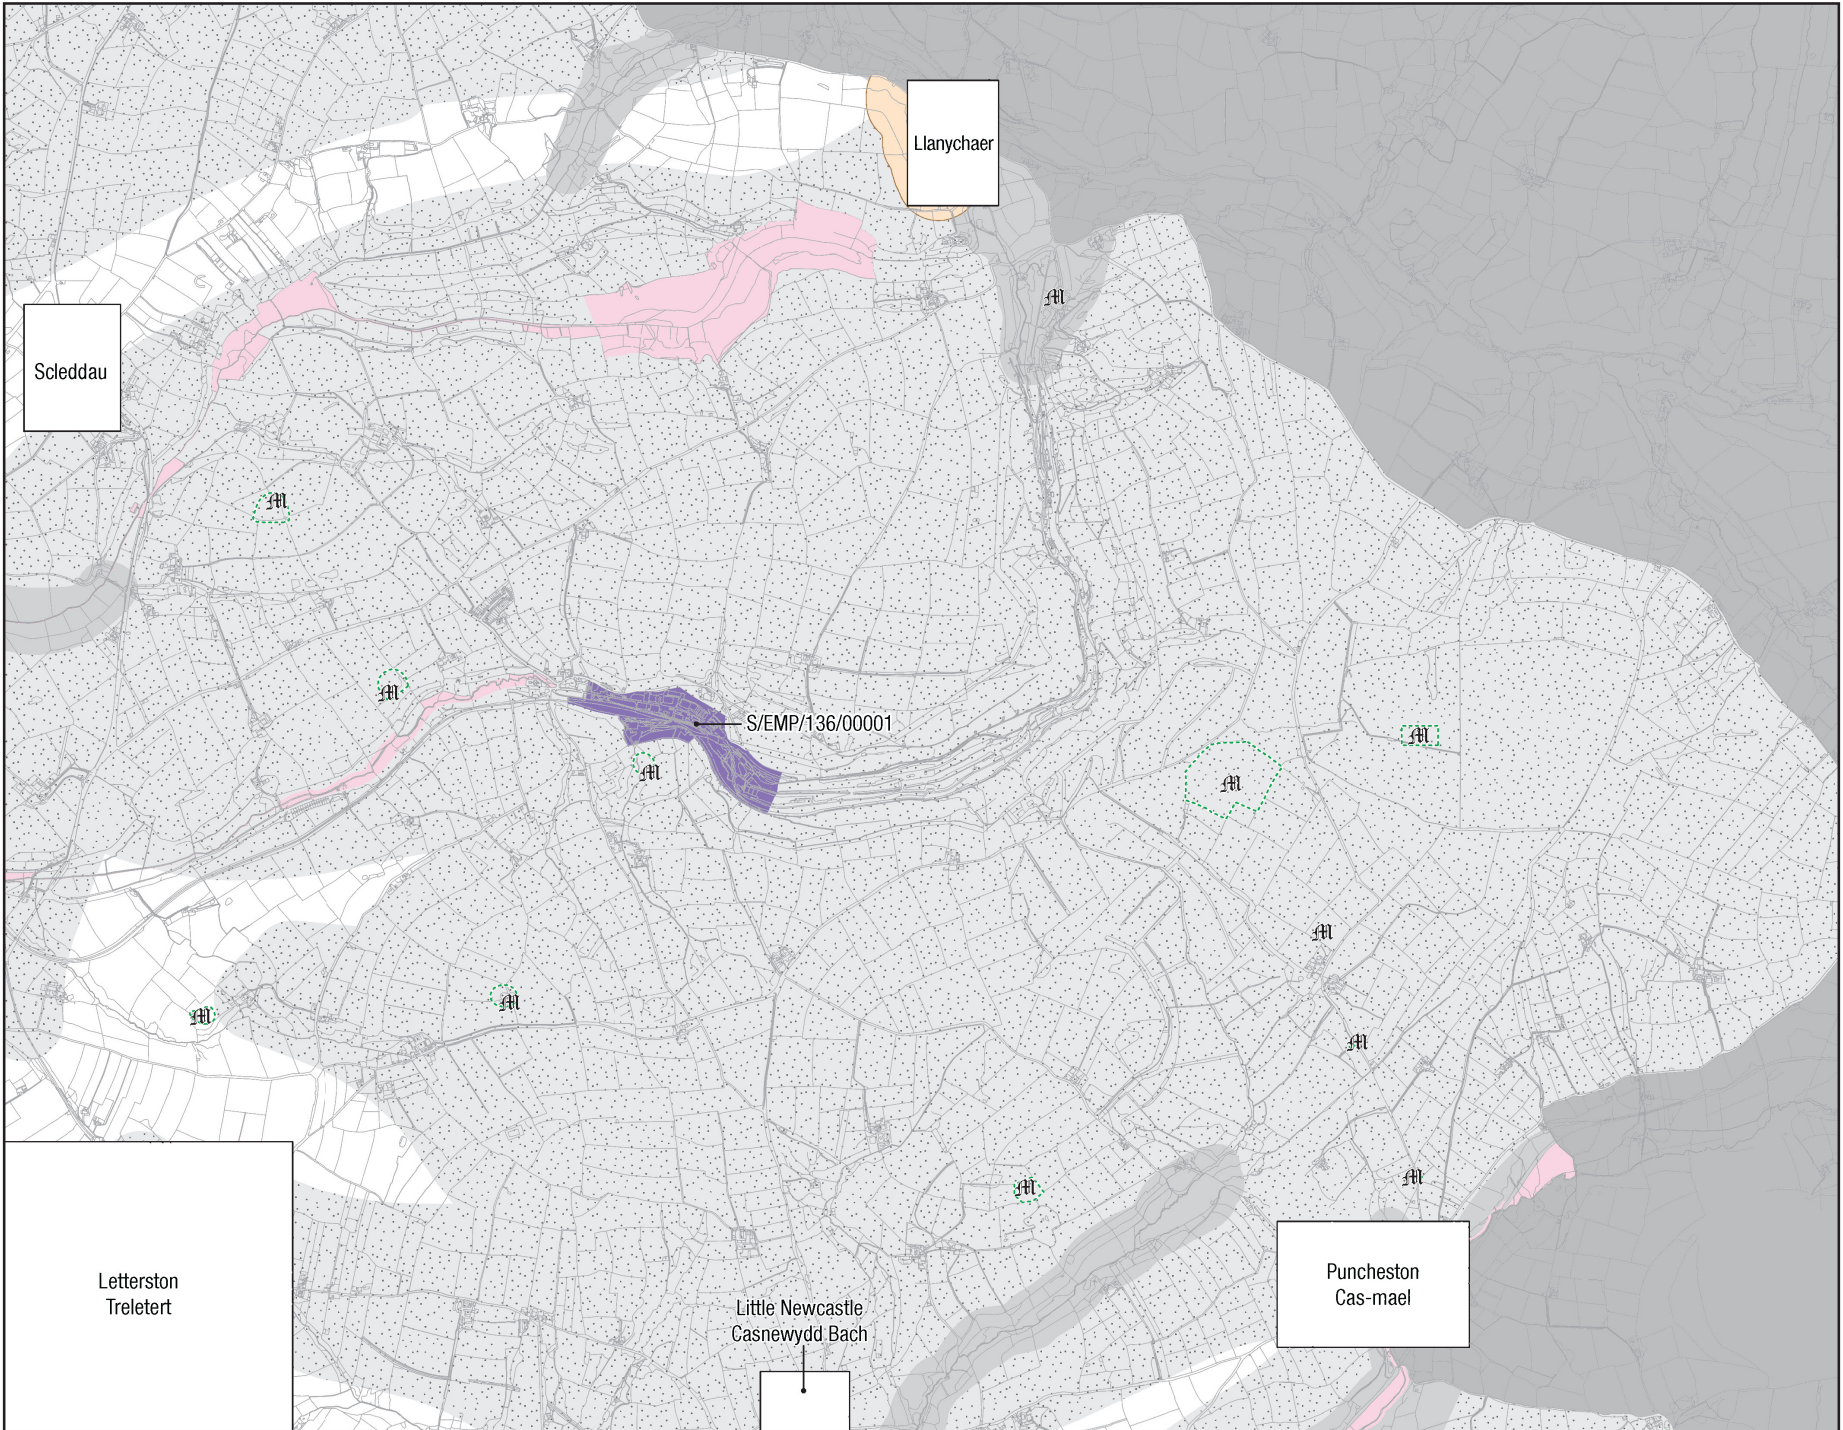 Llanychaer
𝔐
Scleddau
𝔐
𝔐
S/EMP/136/00001
𝔐
𝔐
𝔐
𝔐
𝔐
𝔐
𝔐
𝔐
𝔐
Letterston
Treletert
Little Newcastle
Casnewydd Bach
Puncheston
Cas-mael